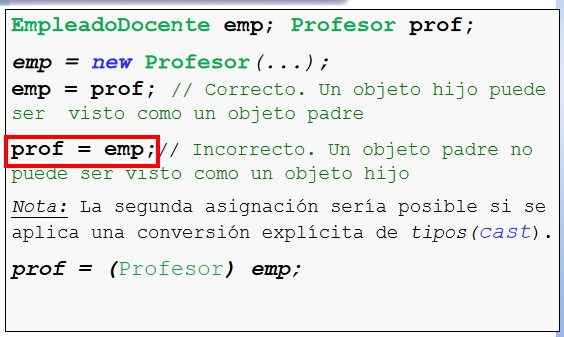 EmpleadoDocente emp; Profesor prof;
emp = new Profesor(...);
emp = prof; // Correcto. Un objeto hijo puede
ser visto como un objeto padre
prof = emp;// Incorrecto. Un objeto padre no
puede ser visto como un objeto hijo
Nota: La segunda asignación sería posible si se
aplica una conversión explícita de tipos(cast).
prof = (Profesor) emp;